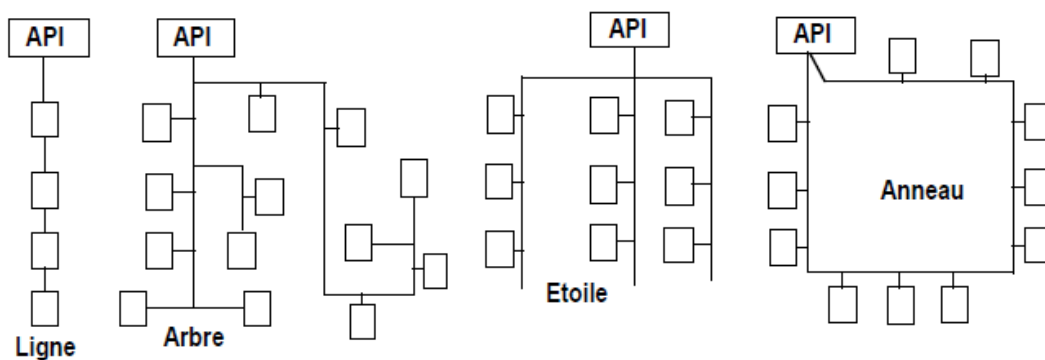 API
API
API
API
Anneau
Etoile
Arbre
Ligne